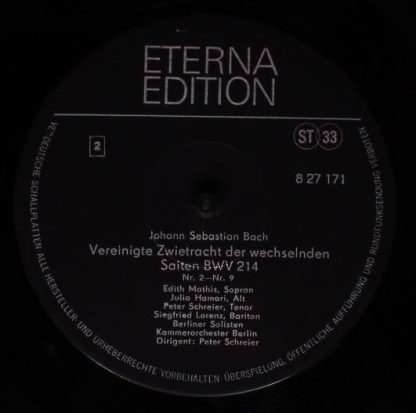 ETERNA
EDITION
2
ST 33
8 27 171
Johann Sebastian Bach
Vereinigte Zwietracht der wechselnden
Saiten BWV 214
Nr. 2—Nr. 9
Edith Mathis, Sopran
Julia Hamari, Alt
Peter Schreier, Tenor
Siegfried Lorenz, Bariton
Berliner Solisten
Kammerorchester Berlin
Dirigent: Peter Schreier
DEUTSCHE SCHALLPLATTEN ALLE HERSTELLER- UND URHEBERRECHTE VORBEHALTEN · ÜBERSPIELUNG, ÖFFENTLICHE AUFFÜHRUNG UND RUNDFUNKSENDUNG VERBOTEN